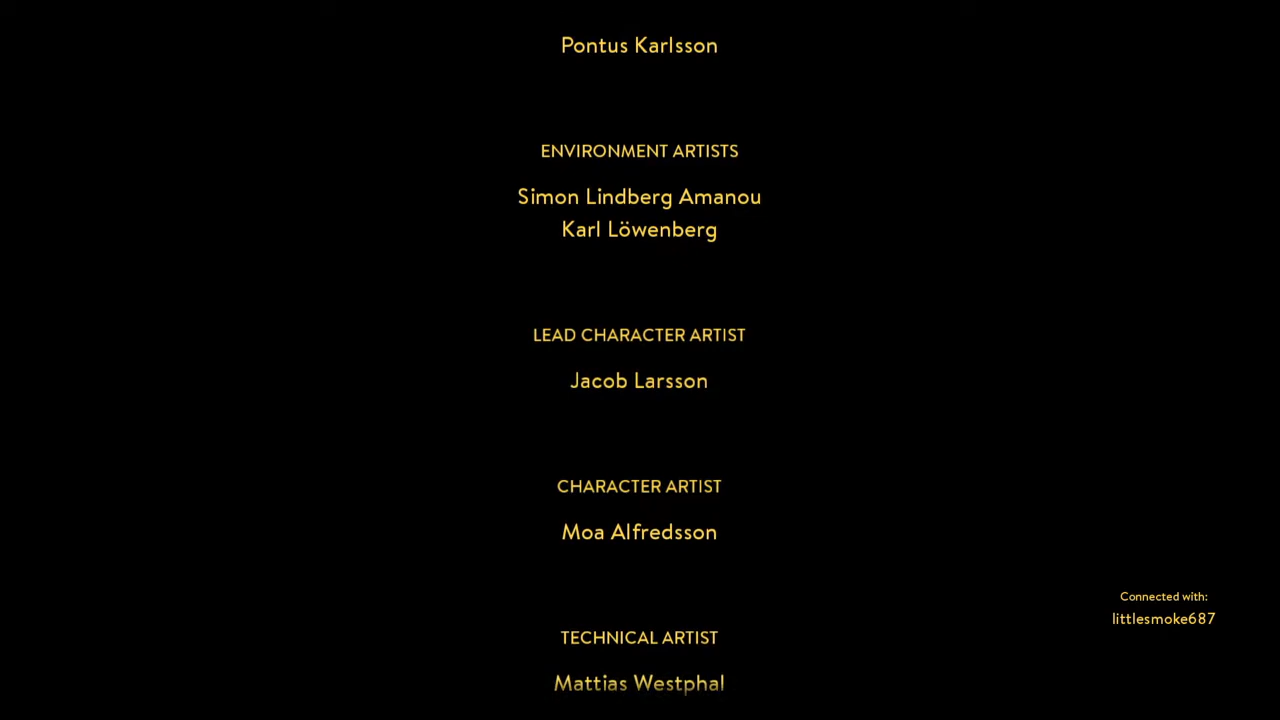 Pontus Karlsson
ENVIRONMENT ARTISTS
Simon Lindberg Amanou
Karl Löwenberg
LEAD CHARACTER ARTIST
Jacob Larsson
CHARACTER ARTIST
Moa Alfredsson
Connected with:
littlesmoke687
TECHNICAL ARTIST
Mattias Westphal